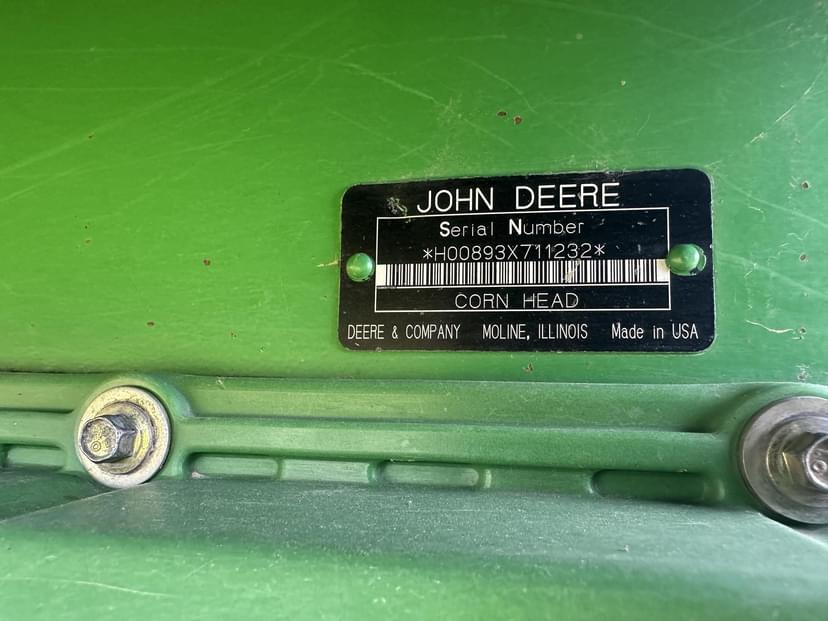 JOHN DEERE
Serial Number
*H00893X711232*
CORN HEAD
DEERE & COMPANY MOLINE, ILLINOIS Made in USA